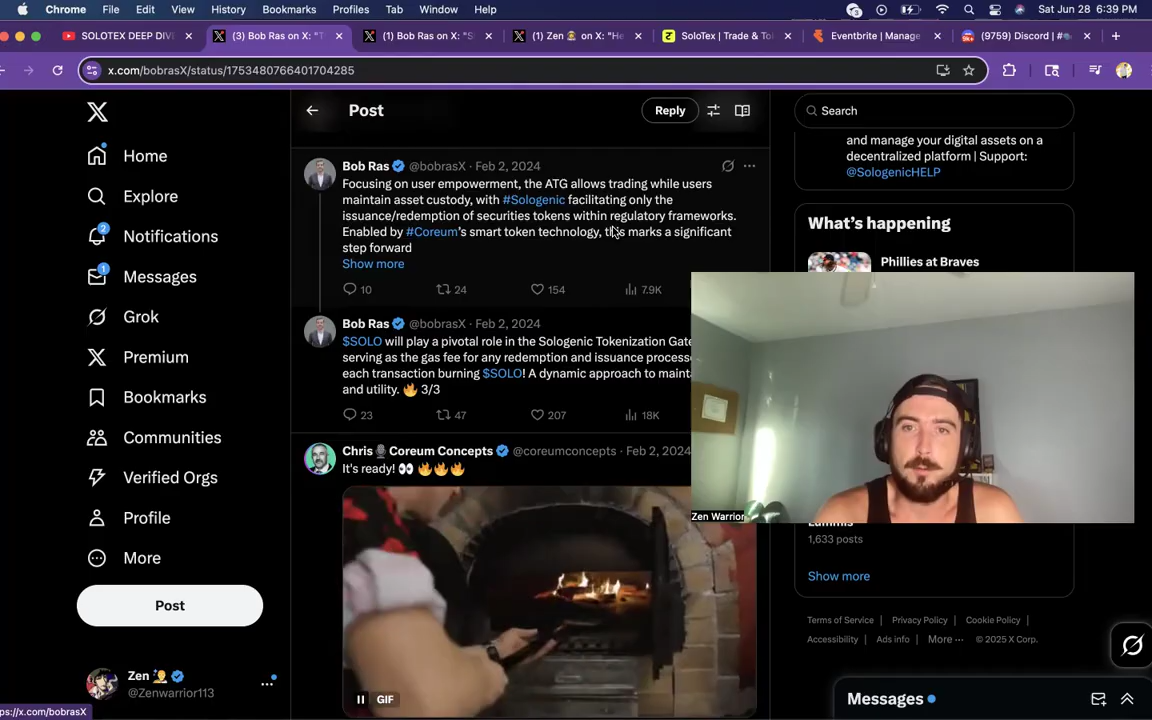 Chrome File Edit View History Bookmarks Profiles Tab Window Help
Sat Jun 28 6:39 PM
SOLOTEX DEEP DIV
(3) Bob Ras on X: "T
(1) Bob Ras on X: "S
(1) Zen on X: "He
SoloTex | Trade & To
Eventbrite | Manage
(9759) Discord | #
x.com/bobrasX/status/1753480766401704285
Home
Explore
2
Notifications
1
Messages
Grok
Premium
Bookmarks
Communities
Verified Orgs
Profile
More
Post
Zen
@Zenwarrior113
ps://x.com/bobrasX
Post
Reply
Bob Ras @bobrasX · Feb 2, 2024
Focusing on user empowerment, the ATG allows trading while users
maintain asset custody, with #Sologenic facilitating only the
issuance/redemption of securities tokens within regulatory frameworks.
Enabled by #Coreum's smart token technology, this marks a significant
step forward
Show more
10 24 154 7.9K
Bob Ras @bobrasX · Feb 2, 2024
$SOLO will play a pivotal role in the Sologenic Tokenization Gate
serving as the gas fee for any redemption and issuance processe
each transaction burning $SOLO! A dynamic approach to mainta
and utility. 🔥 3/3
23 47 207 18K
Chris 🎙 Coreum Concepts @coreumconcepts · Feb 2, 2024
It's ready! 👀 🔥🔥🔥
GIF
Search
and manage your digital assets on a
decentralized platform | Support:
@SologenicHELP
What's happening
Phillies at Braves
Zen Warrior
1,633 posts
Show more
Terms of Service | Privacy Policy | Cookie Policy |
Accessibility | Ads info | More ··· © 2025 X Corp.
Messages